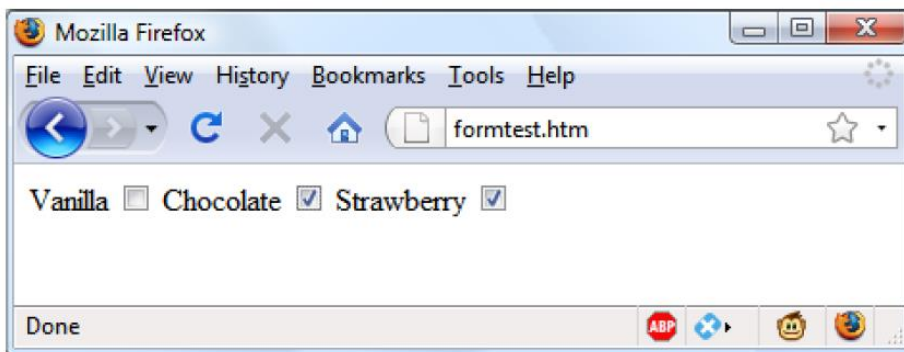 Mozilla Firefox
File Edit View History Bookmarks Tools Help
formtest.htm
Vanilla Chocolate Strawberry
Done ABP